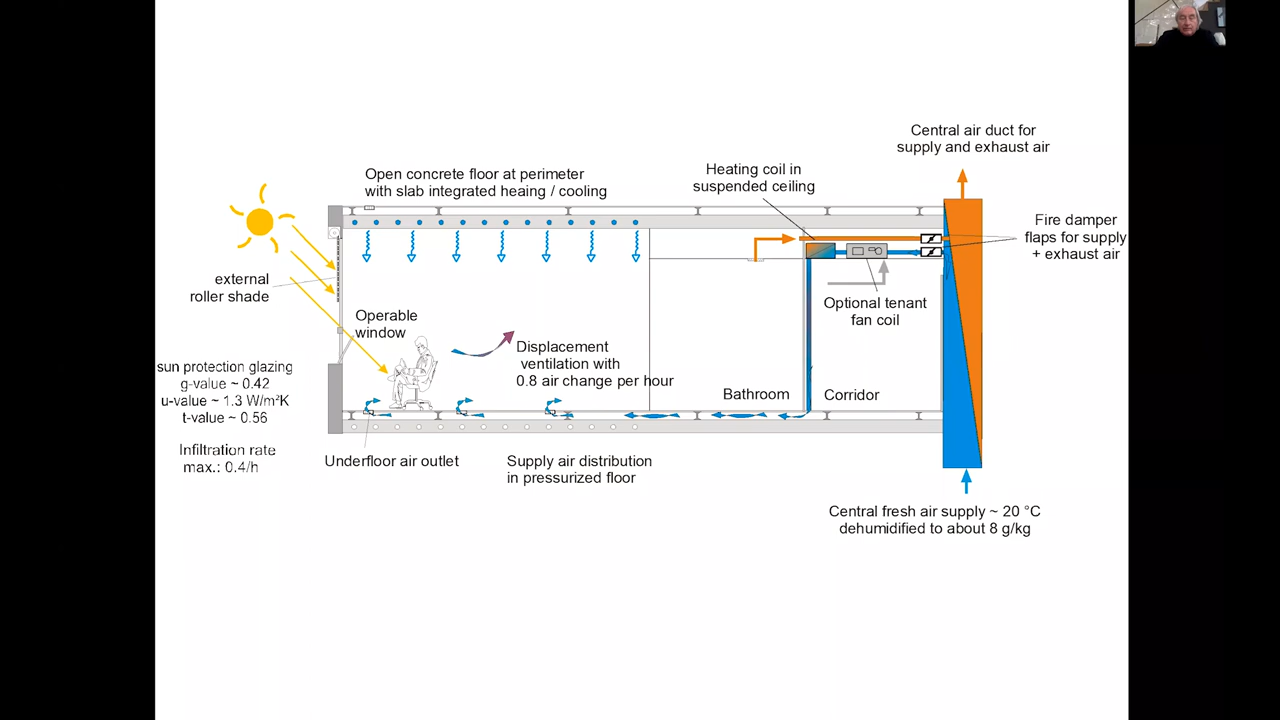 Central air duct for
supply and exhaust air
Open concrete floor at perimeter
with slab integrated heaing / cooling
Heating coil in
suspended ceiling
Fire damper
flaps for supply
+ exhaust air
external
roller shade
Operable
window
Optional tenant
fan coil
Displacement
ventilation with
0.8 air change per hour
sun protection glazing
g-value ~ 0.42
u-value ~ 1.3 W/m²K
t-value ~ 0.56
Bathroom
Corridor
Infiltration rate
max.: 0.4/h
Underfloor air outlet
Supply air distribution
in pressurized floor
Central fresh air supply ~ 20 °C
dehumidified to about 8 g/kg